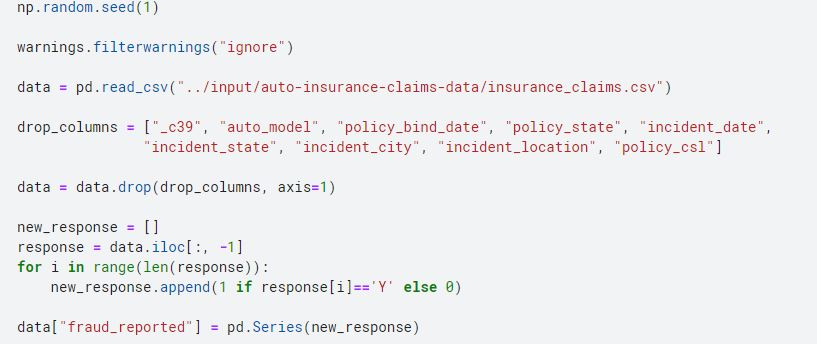 np.random.seed(1)
warnings.filterwarnings("ignore")
data = pd.read_csv("../input/auto-insurance-claims-data/insurance_claims.csv")
drop_columns = ["_c39", "auto_model", "policy_bind_date", "policy_state", "incident_date",
                "incident_state", "incident_city", "incident_location", "policy_csl"]
data = data.drop(drop_columns, axis=1)
new_response = []
response = data.iloc[:, -1]
for i in range(len(response)):
    new_response.append(1 if response[i]=='Y' else 0)
data["fraud_reported"] = pd.Series(new_response)